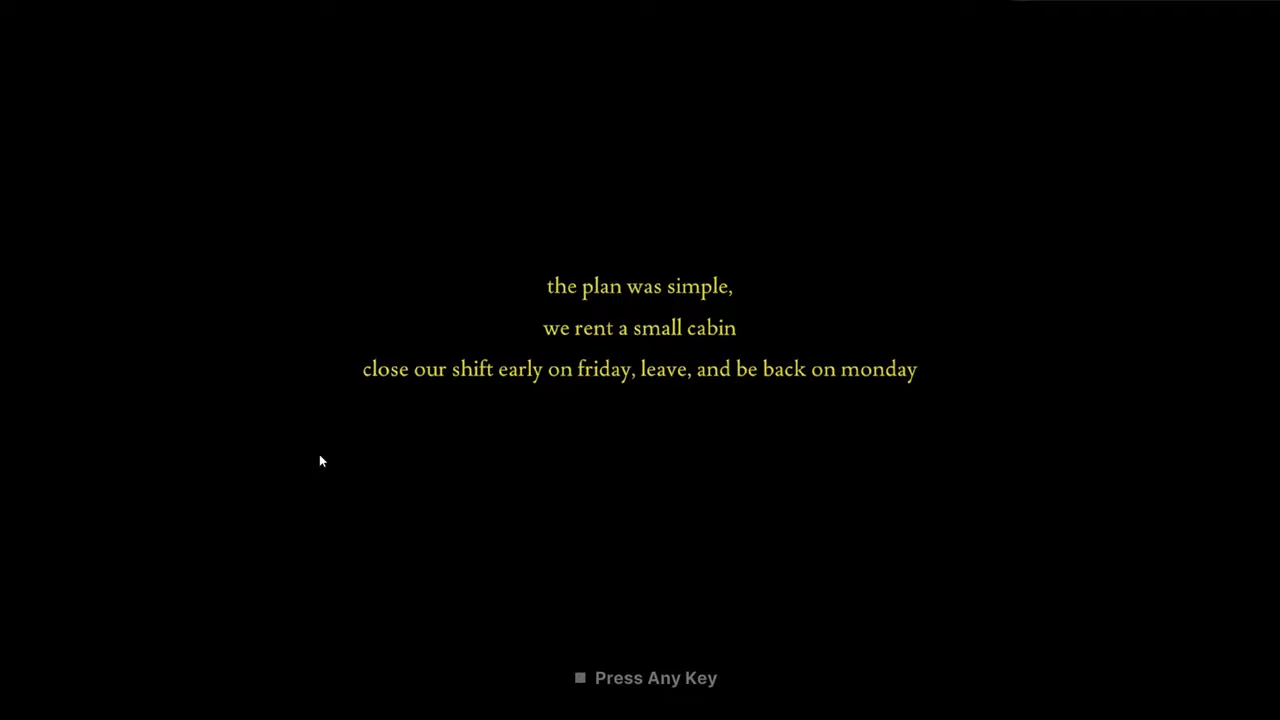 the plan was simple,
we rent a small cabin
close our shift early on friday, leave, and be back on monday
Press Any Key